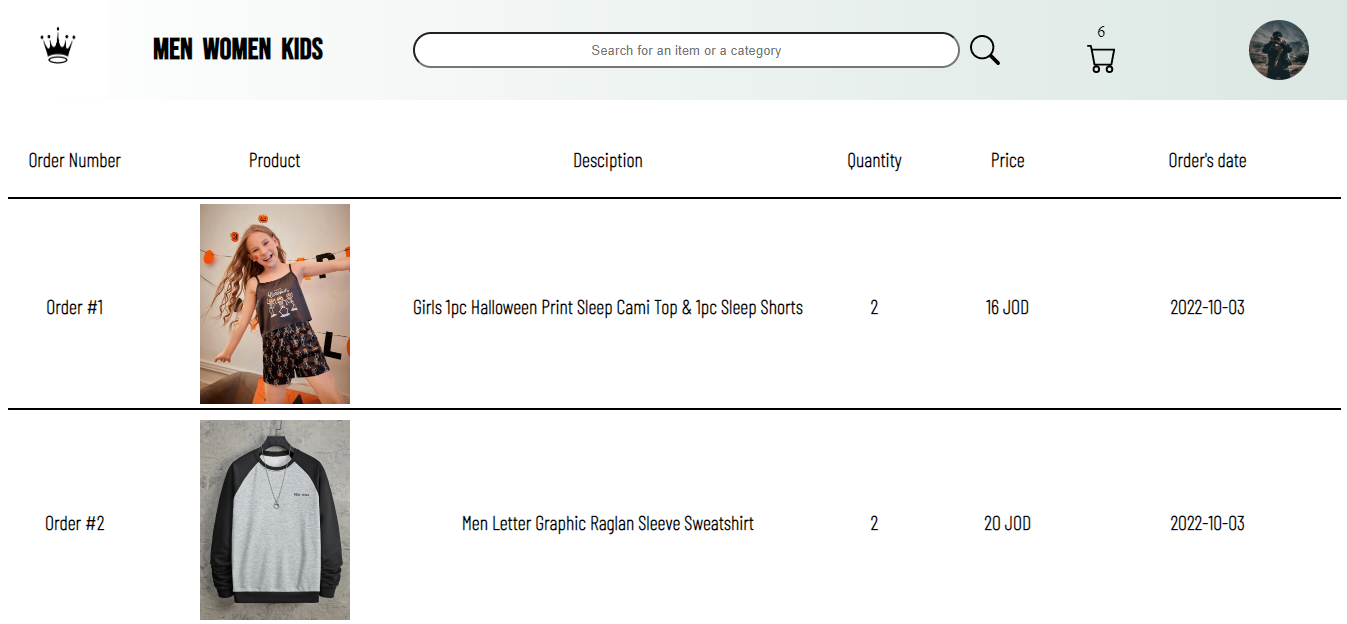 MEN WOMEN KIDS
Search for an item or a category
6
Order Number Product Desciption Quantity Price Order's date
Order #1 Girls 1pc Halloween Print Sleep Cami Top & 1pc Sleep Shorts 2 16 JOD 2022-10-03
Order #2 Men Letter Graphic Raglan Sleeve Sweatshirt 2 20 JOD 2022-10-03